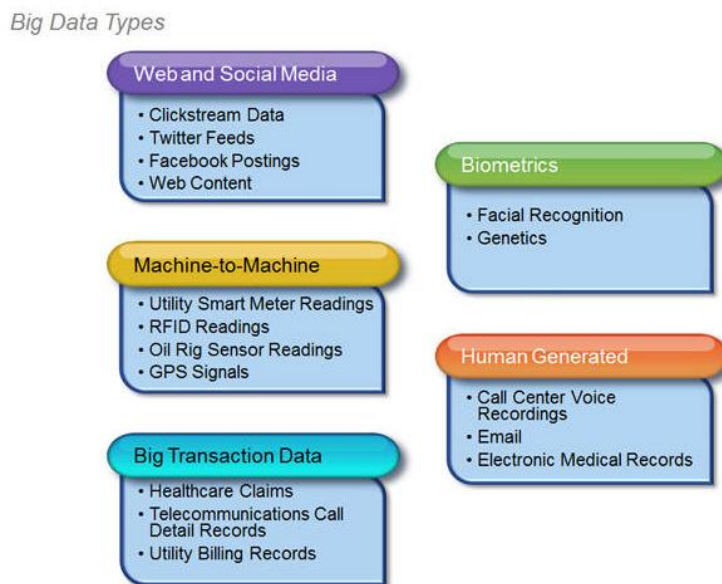 Big Data Types
Web and Social Media
• Clickstream Data
• Twitter Feeds
• Facebook Postings
• Web Content
Machine-to-Machine
• Utility Smart Meter Readings
• RFID Readings
• Oil Rig Sensor Readings
• GPS Signals
Big Transaction Data
• Healthcare Claims
• Telecommunications Call
Detail Records
• Utility Billing Records
Biometrics
• Facial Recognition
• Genetics
Human Generated
• Call Center Voice
Recordings
• Email
• Electronic Medical Records